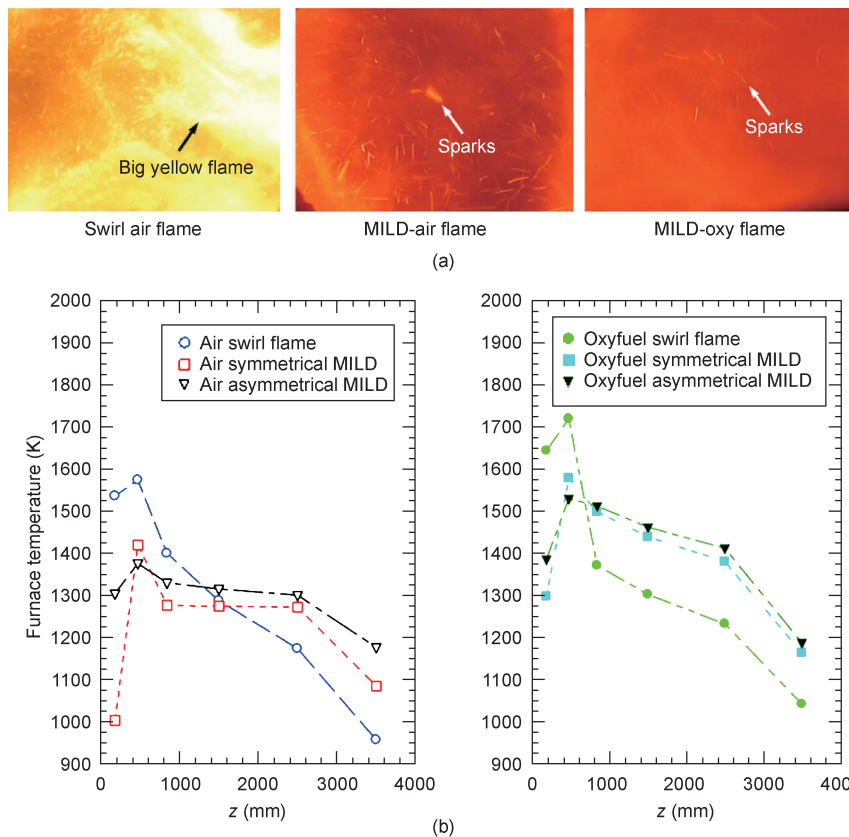 Big yellow flame
Sparks
Sparks
Swirl air flame
MILD-air flame
MILD-oxy flame
(a)
2000
1900
1800
1700
1600
1500
1400
1300
1200
1100
1000
900
Furnace temperature (K)
Air swirl flame
Air symmetrical MILD
Air asymmetrical MILD
0
1000
2000
3000
4000
z (mm)
2000
1900
1800
1700
1600
1500
1400
1300
1200
1100
1000
900
Oxyfuel swirl flame
Oxyfuel symmetrical MILD
Oxyfuel asymmetrical MILD
0
1000
2000
3000
400
z (mm)
(b)